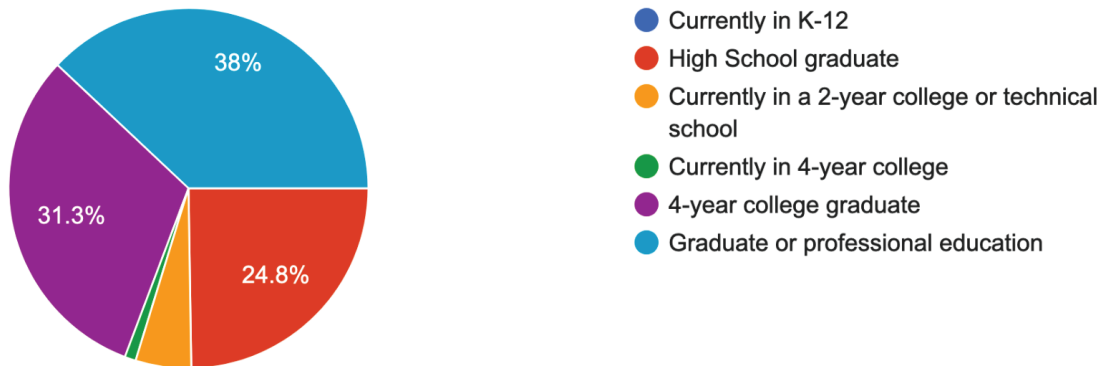 38%
31.3%
24.8%
Currently in K-12
High School graduate
Currently in a 2-year college or technical
school
Currently in 4-year college
4-year college graduate
Graduate or professional education